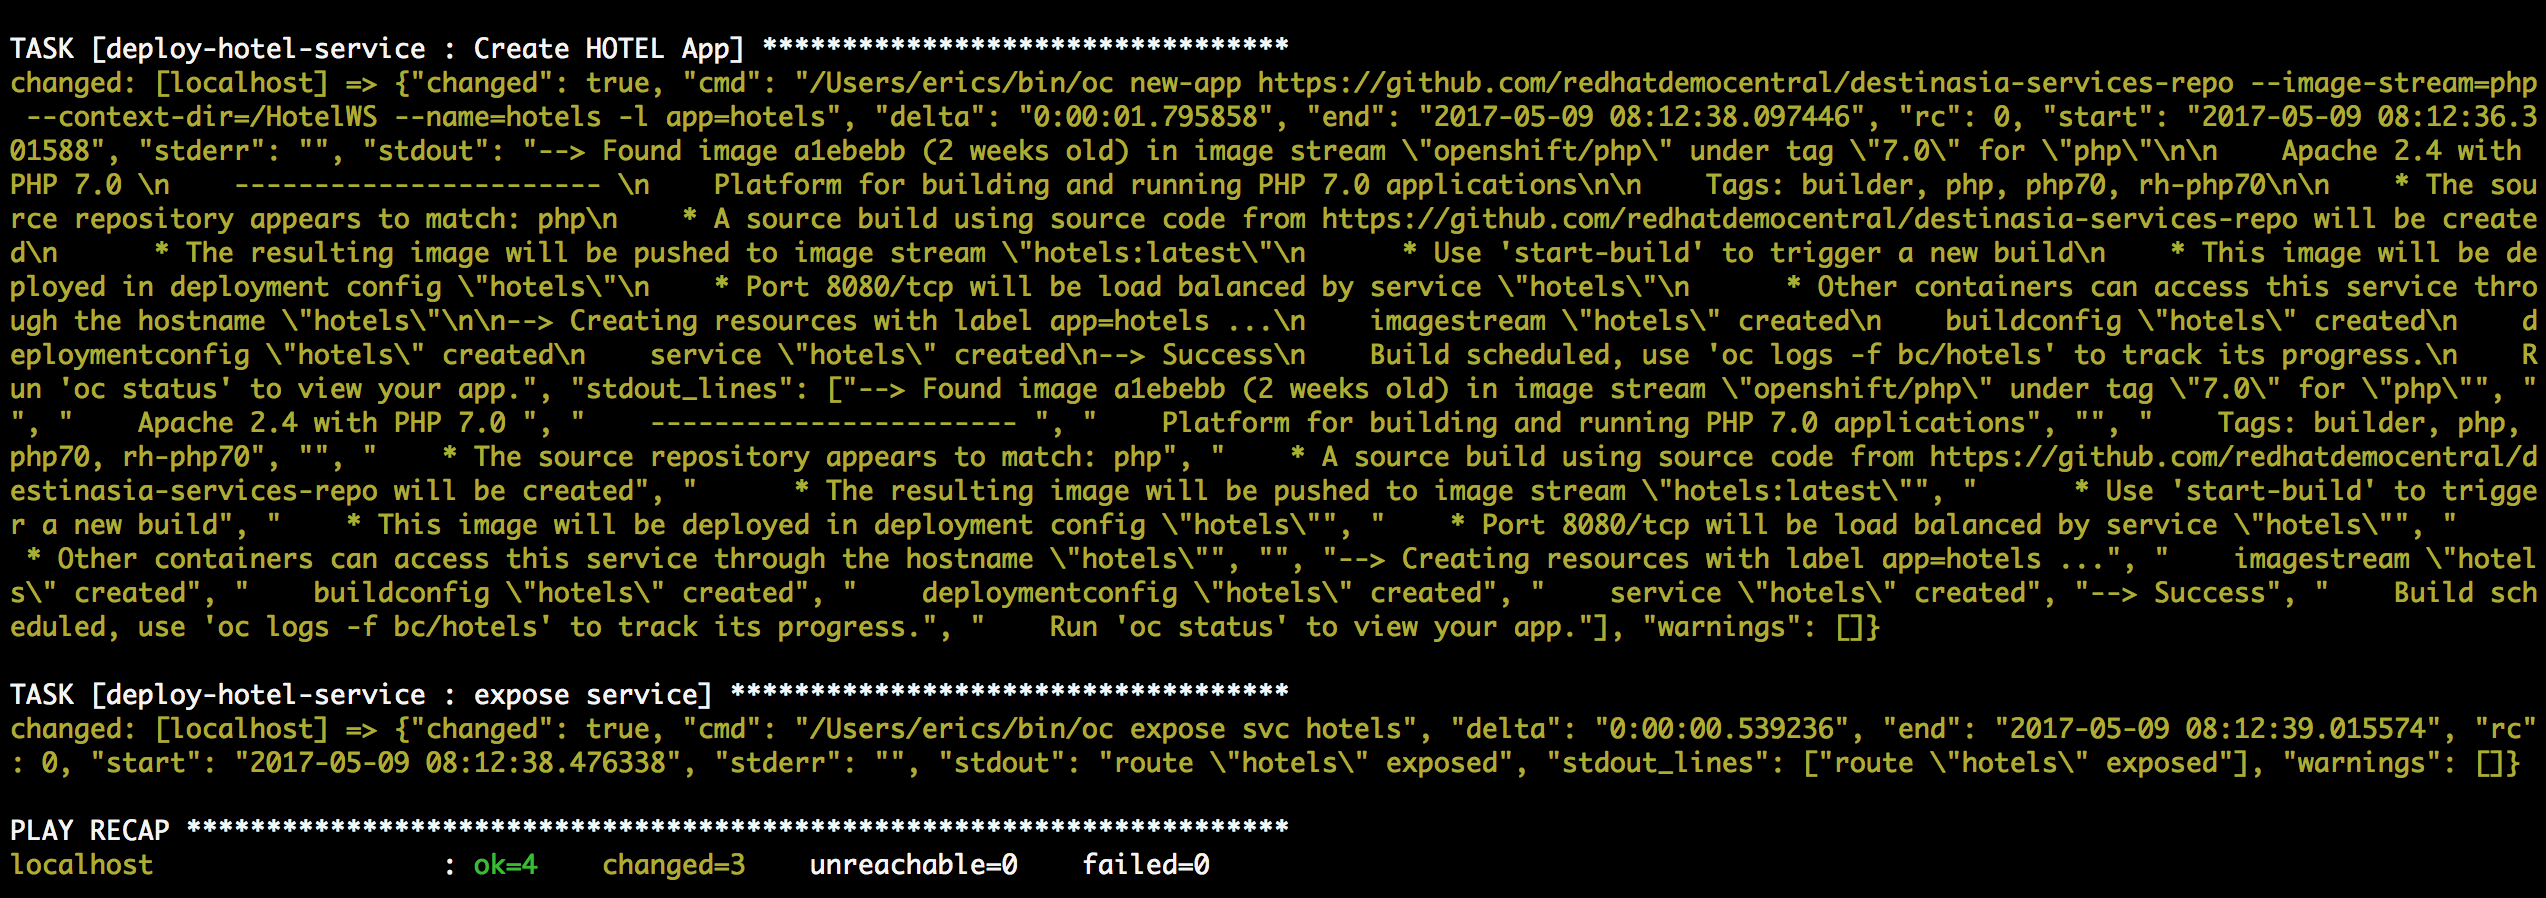 TASK [deploy-hotel-service : Create HOTEL App] *********************************
changed: [localhost] => {"changed": true, "cmd": "/Users/erics/bin/oc new-app https://github.com/redhatdemocentral/destinasia-services-repo --image-stream=php
 --context-dir=/HotelWS --name=hotels -l app=hotels", "delta": "0:00:01.795858", "end": "2017-05-09 08:12:38.097446", "rc": 0, "start": "2017-05-09 08:12:36.3
01588", "stderr": "", "stdout": "--> Found image a1ebebb (2 weeks old) in image stream \"openshift/php\" under tag \"7.0\" for \"php\"\n\n    Apache 2.4 with
PHP 7.0 \n    ----------------------- \n    Platform for building and running PHP 7.0 applications\n\n    Tags: builder, php, php70, rh-php70\n\n    * The sou
rce repository appears to match: php\n    * A source build using source code from https://github.com/redhatdemocentral/destinasia-services-repo will be create
d\n      * The resulting image will be pushed to image stream \"hotels:latest\"\n      * Use 'start-build' to trigger a new build\n    * This image will be de
ployed in deployment config \"hotels\"\n    * Port 8080/tcp will be load balanced by service \"hotels\"\n      * Other containers can access this service thro
ugh the hostname \"hotels\"\n\n--> Creating resources with label app=hotels ...\n    imagestream \"hotels\" created\n    buildconfig \"hotels\" created\n    d
eploymentconfig \"hotels\" created\n    service \"hotels\" created\n--> Success\n    Build scheduled, use 'oc logs -f bc/hotels' to track its progress.\n    R
un 'oc status' to view your app.", "stdout_lines": ["--> Found image a1ebebb (2 weeks old) in image stream \"openshift/php\" under tag \"7.0\" for \"php\"", "
", "    Apache 2.4 with PHP 7.0 ", "    ----------------------- ", "    Platform for building and running PHP 7.0 applications", "", "    Tags: builder, php,
php70, rh-php70", "", "    * The source repository appears to match: php", "    * A source build using source code from https://github.com/redhatdemocentral/d
estinasia-services-repo will be created", "      * The resulting image will be pushed to image stream \"hotels:latest\"", "      * Use 'start-build' to trigge
r a new build", "    * This image will be deployed in deployment config \"hotels\"", "    * Port 8080/tcp will be load balanced by service \"hotels\"", "
 * Other containers can access this service through the hostname \"hotels\"", "", "--> Creating resources with label app=hotels ...", "    imagestream \"hotel
s\" created", "    buildconfig \"hotels\" created", "    deploymentconfig \"hotels\" created", "    service \"hotels\" created", "--> Success", "    Build sch
eduled, use 'oc logs -f bc/hotels' to track its progress.", "    Run 'oc status' to view your app."], "warnings": []}
TASK [deploy-hotel-service : expose service] ***********************************
changed: [localhost] => {"changed": true, "cmd": "/Users/erics/bin/oc expose svc hotels", "delta": "0:00:00.539236", "end": "2017-05-09 08:12:39.015574", "rc"
: 0, "start": "2017-05-09 08:12:38.476338", "stderr": "", "stdout": "route \"hotels\" exposed", "stdout_lines": ["route \"hotels\" exposed"], "warnings": []}
PLAY RECAP *********************************************************************
localhost                  : ok=4    changed=3    unreachable=0    failed=0